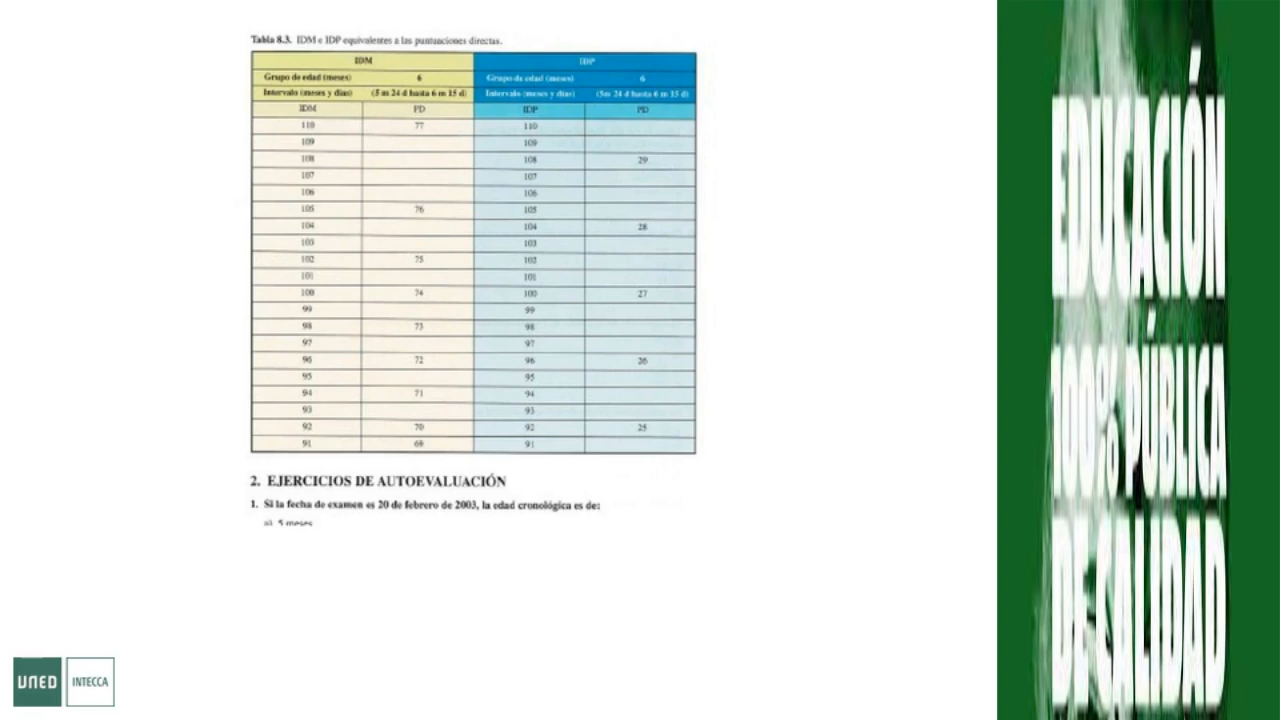 Tabla 8.3. IDM e IDP equivalentes a las puntuaciones directas.
IDM IDP
Grupo de edad (meses) 6 Grupo de edad (meses) 6
Intervalo (meses y días) (5 m 24 d hasta 6 m 15 d) Intervalo (meses y días) (5m 24 d hasta 6 m 15 d)
IDM PD IDP PD
110 77 110
109 109
108 108 29
107 107
106 106
105 76 105
104 104 28
103 103
102 75 102
101 101
100 74 100 27
99 99
98 73 98
97 97
96 72 96 26
95 95
94 71 94
93 93
92 70 92 25
91 69 91
2. EJERCICIOS DE AUTOEVALUACIÓN
1. Si la fecha de examen es 20 de febrero de 2003, la edad cronológica es de:
a) 5 meses
UNED INTECCA
EDUCACIÓN
100% PÚBLICA
DE CALIDAD